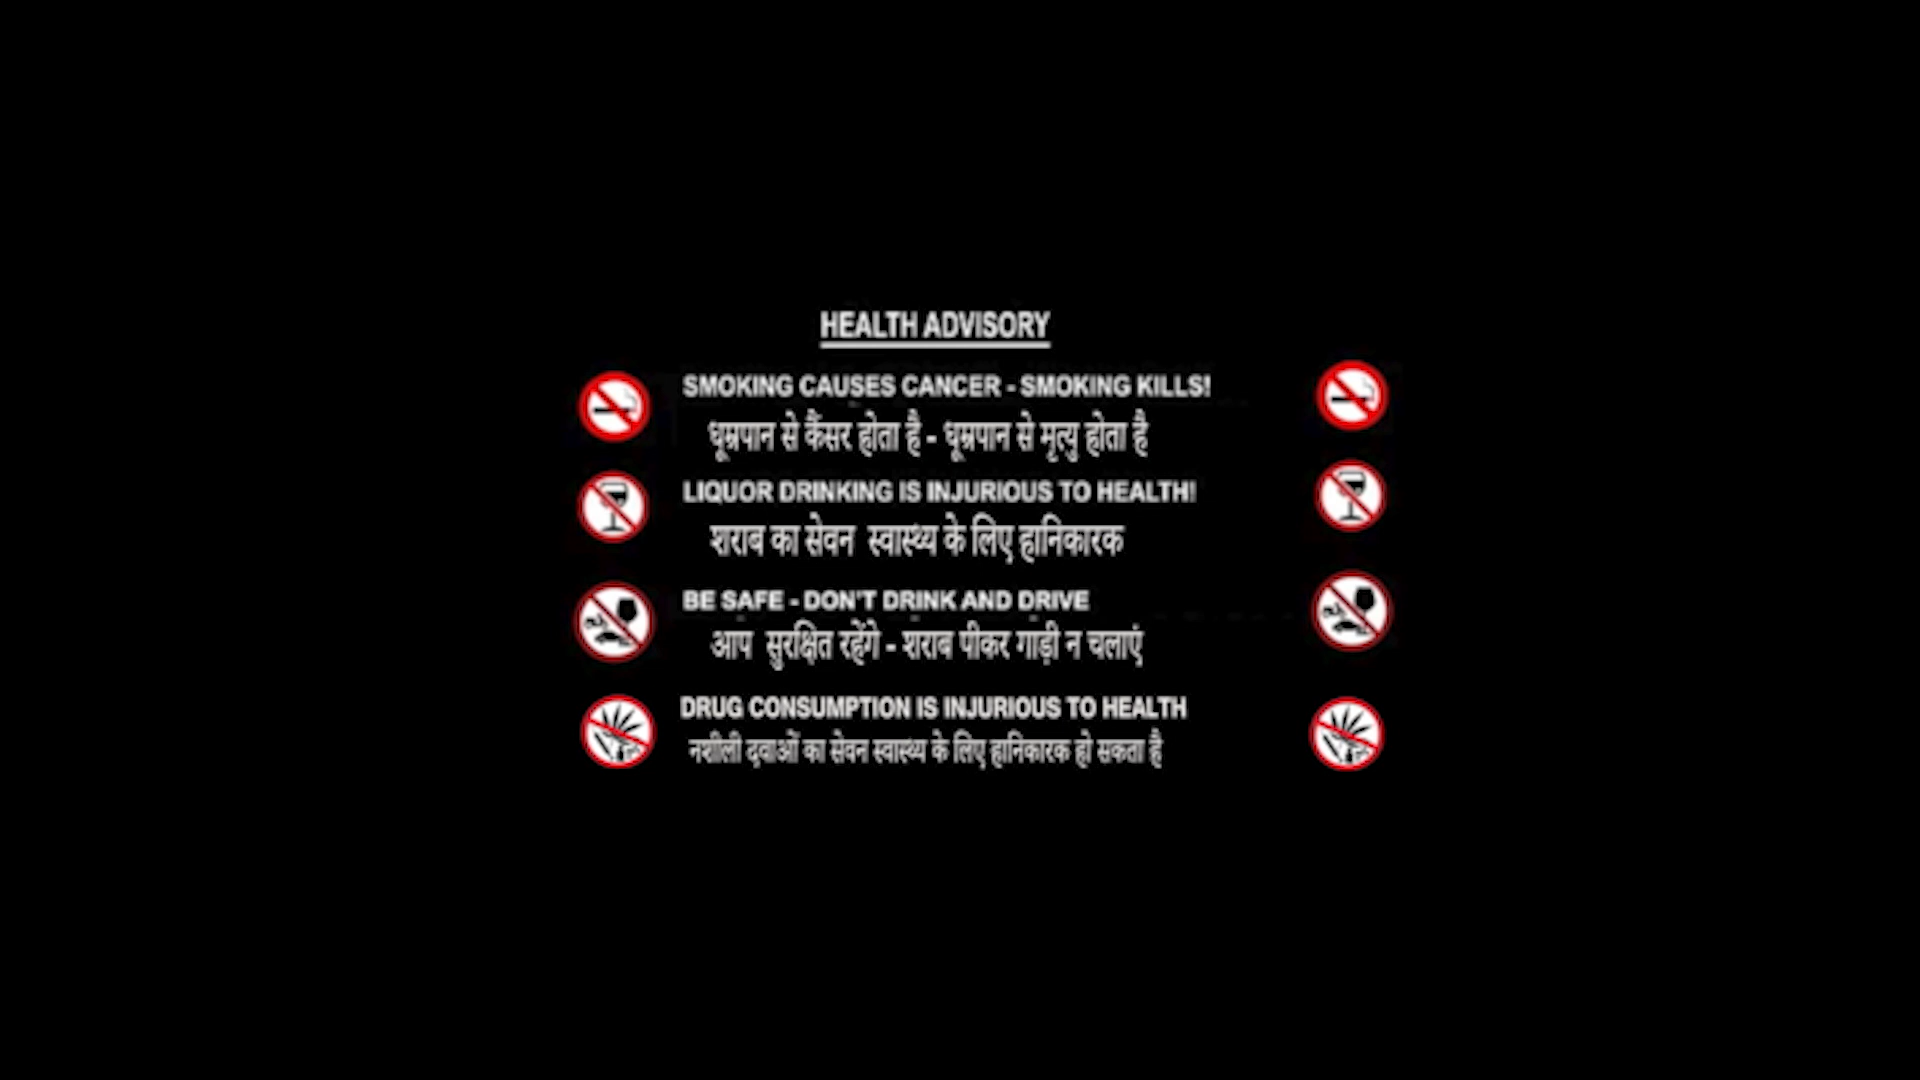 HEALTH ADVISORY
SMOKING CAUSES CANCER - SMOKING KILLS!
धूम्रपान से कैंसर होता है - धूम्रपान से मृत्यु होता है
LIQUOR DRINKING IS INJURIOUS TO HEALTH!
शराब का सेवन स्वास्थ्य के लिए हानिकारक
BE SAFE - DON'T DRINK AND DRIVE
आप सुरक्षित रहेंगे - शराब पीकर गाड़ी न चलाएं
DRUG CONSUMPTION IS INJURIOUS TO HEALTH
नशीली दवाओं का सेवन स्वास्थ्य के लिए हानिकारक हो सकता है